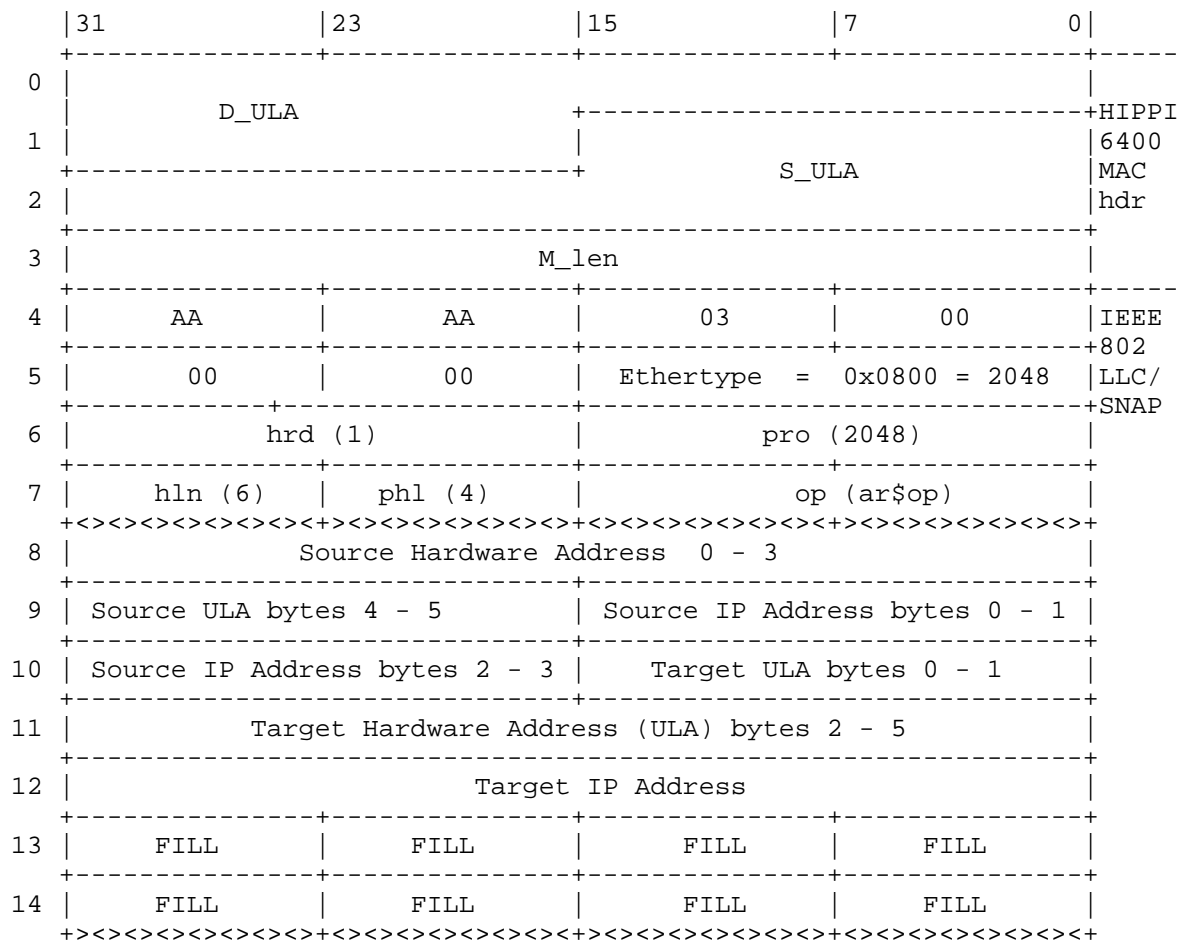 |31 |23 |15 |7 0|
+---------------+---------------+---------------+---------------+-----
0 | |
| D_ULA +-------------------------------+HIPPI
1 | | |6400
+-------------------------------+ S_ULA |MAC
2 | |hdr
+---------------------------------------------------------------+
3 | M_len |
+---------------+---------------+---------------+---------------+-----
4 | AA | AA | 03 | 00 |IEEE
+---------------+---------------+---------------+---------------+802
5 | 00 | 00 | Ethertype = 0x0800 = 2048 |LLC/
+------------+------------------+-------------------------------+SNAP
6 | hrd (1) | pro (2048) |
+---------------+---------------+---------------+---------------+
7 | hln (6) | phl (4) | op (ar$op) |
+<><><><><><><><+><><><><><><><>+<><><><><><><><+><><><><><><><>+
8 | Source Hardware Address 0 - 3 |
+-------------------------------+-------------------------------+
9 | Source ULA bytes 4 - 5 | Source IP Address bytes 0 - 1 |
+-------------------------------+-------------------------------+
10 | Source IP Address bytes 2 - 3 | Target ULA bytes 0 - 1 |
+-------------------------------+-------------------------------+
11 | Target Hardware Address (ULA) bytes 2 - 5 |
+---------------------------------------------------------------+
12 | Target IP Address |
+---------------+---------------+---------------+---------------+
13 | FILL | FILL | FILL | FILL |
+---------------+---------------+---------------+---------------+
14 | FILL | FILL | FILL | FILL |
+><><><><><><><>+<><><><><><><><+><><><><><><><>+<><><><><><><><+